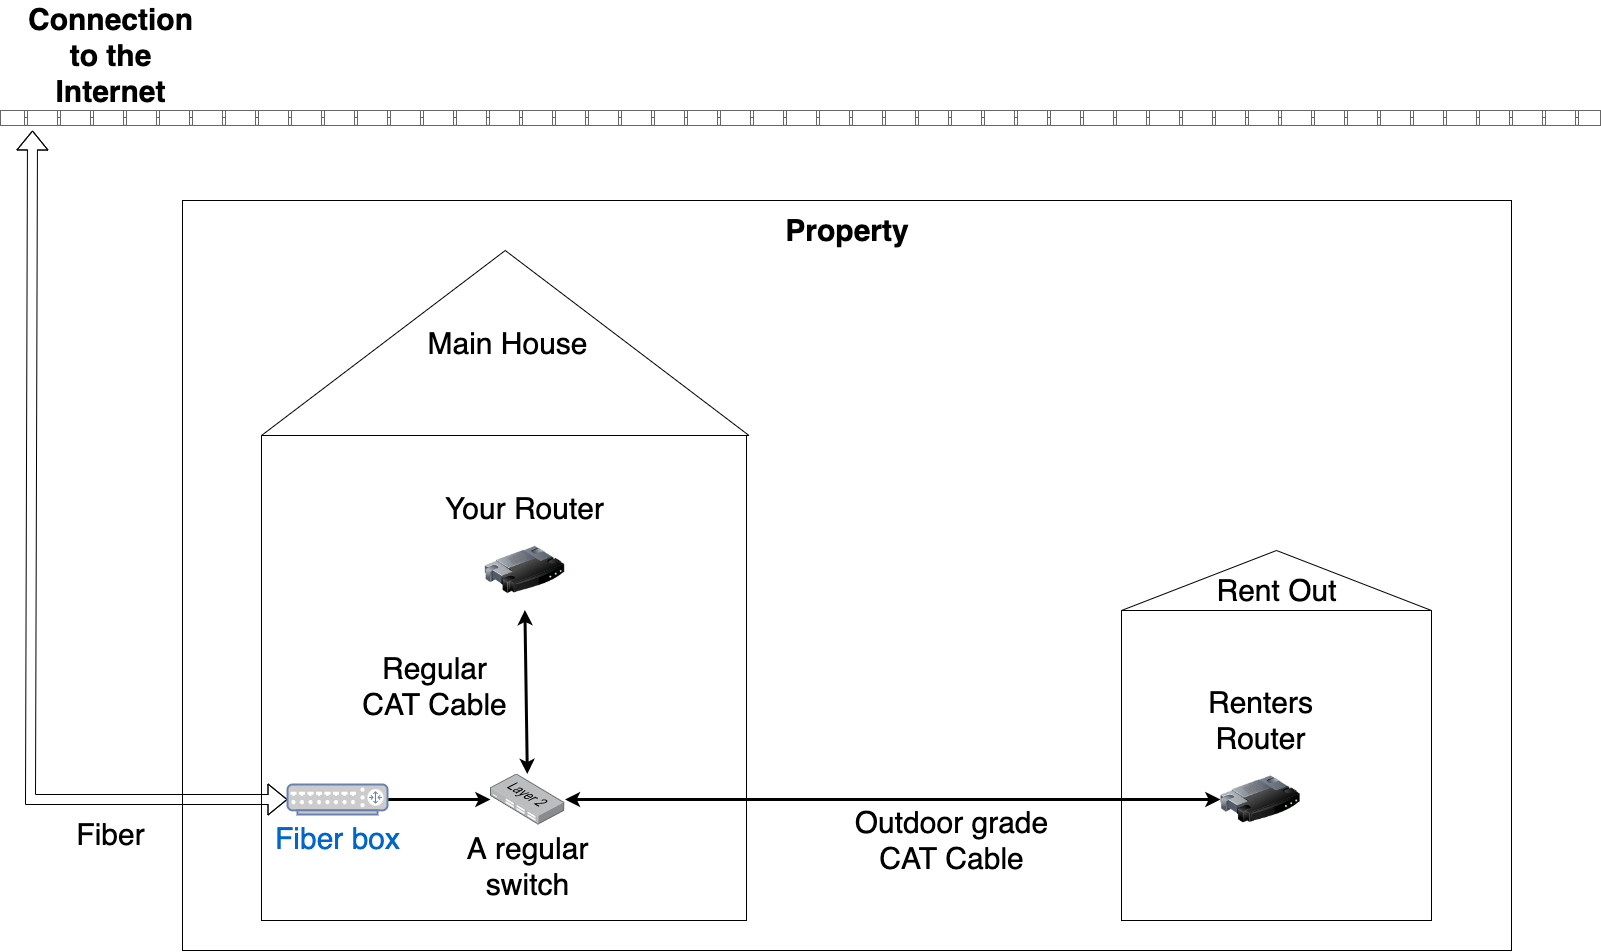 Connection
to the
Internet
Property
Main House
Your Router
Rent Out
Regular
CAT Cable
Renters
Router
Layer 2
Fiber
Fiber box
A regular
switch
Outdoor grade
CAT Cable